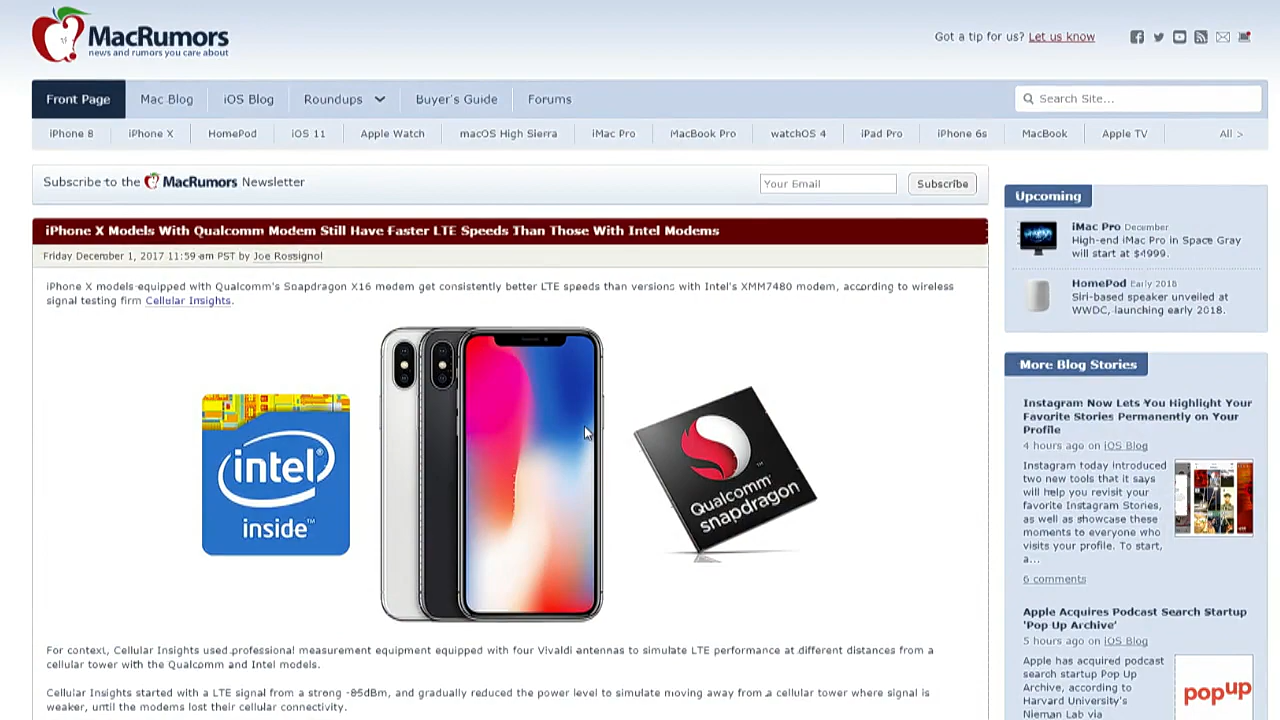 MacRumors
news and rumors you care about
Got a tip for us? Let us know
Front Page Mac Blog iOS Blog Roundups Buyer's Guide Forums Search Site...
iPhone 8 iPhone X HomePod iOS 11 Apple Watch macOS High Sierra iMac Pro MacBook Pro watchOS 4 iPad Pro iPhone 6s MacBook Apple TV All >
Subscribe to the MacRumors Newsletter Your Email Subscribe
iPhone X Models With Qualcomm Modem Still Have Faster LTE Speeds Than Those With Intel Modems
Friday December 1, 2017 11:59 am PST by Joe Rossignol
iPhone X models equipped with Qualcomm's Snapdragon X16 modem get consistently better LTE speeds than versions with Intel's XMM7480 modem, according to wireless
signal testing firm Cellular Insights.
intel®
inside™
Qualcomm™
snapdragon
For context, Cellular Insights used professional measurement equipment equipped with four Vivaldi antennas to simulate LTE performance at different distances from a
cellular tower with the Qualcomm and Intel models.
Cellular Insights started with a LTE signal from a strong -85dBm, and gradually reduced the power level to simulate moving away from a cellular tower where signal is
weaker, until the modems lost their cellular connectivity.
Upcoming
iMac Pro December
High-end iMac Pro in Space Gray
will start at $4999.
HomePod Early 2018
Siri-based speaker unveiled at
WWDC, launching early 2018.
More Blog Stories
Instagram Now Lets You Highlight Your
Favorite Stories Permanently on Your
Profile
4 hours ago on iOS Blog
Instagram today introduced
two new tools that it says
will help you revisit your
favorite Instagram Stories,
as well as showcase these
moments to everyone who
visits your profile. To start,
a...
6 comments
Apple Acquires Podcast Search Startup
'Pop Up Archive'
5 hours ago on iOS Blog
Apple has acquired podcast
search startup Pop Up
Archive, according to
Harvard University's
Nieman Lab via
popup